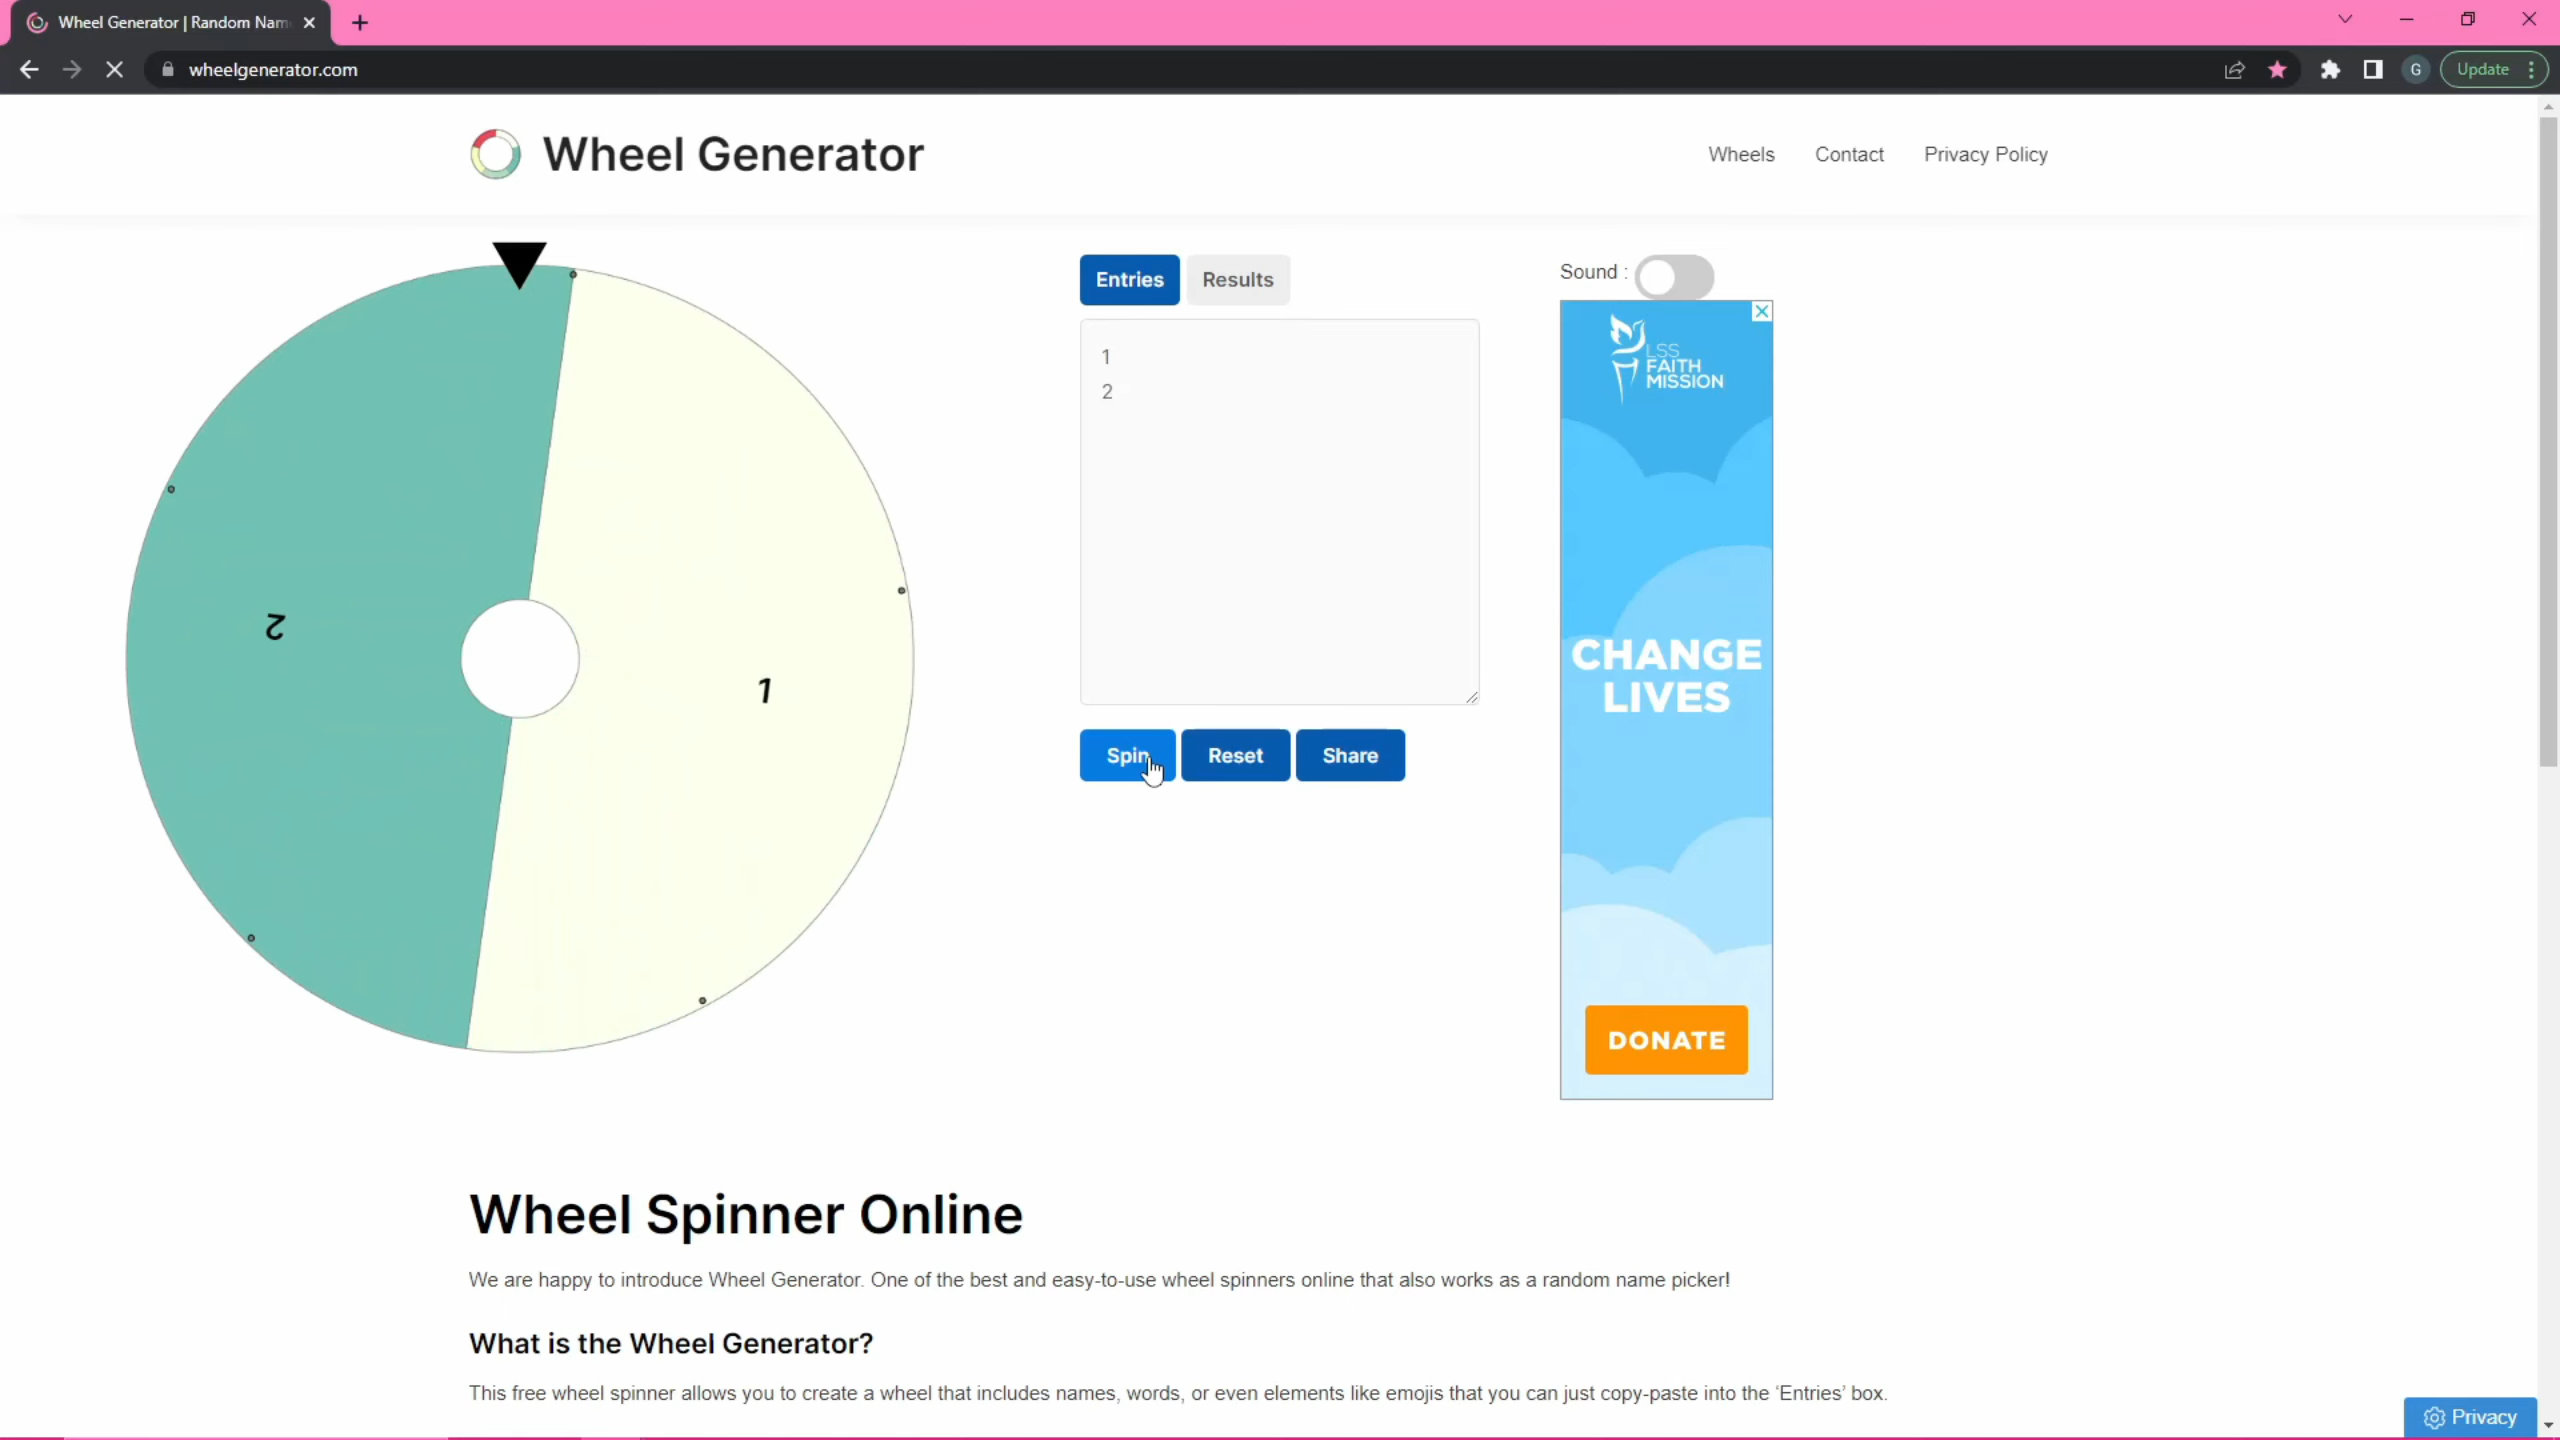 Wheel Generator | Random Nam
wheelgenerator.com
G
Update
Wheel Generator
Wheels
Contact
Privacy Policy
Entries
Results
Sound :
1
2
LSS
FAITH
MISSION
CHANGE
LIVES
DONATE
2
1
Spin
Reset
Share
Wheel Spinner Online
We are happy to introduce Wheel Generator. One of the best and easy-to-use wheel spinners online that also works as a random name picker!
What is the Wheel Generator?
This free wheel spinner allows you to create a wheel that includes names, words, or even elements like emojis that you can just copy-paste into the ‘Entries’ box.
Privacy